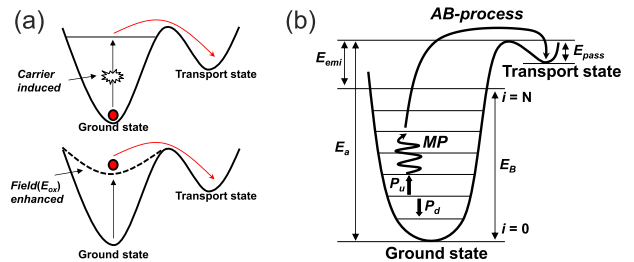 (a)
Carrier
induced
Transport state
Ground state
Field(Eox)
enhanced
Transport state
Ground state
(b)
AB-process
Eemi
Epass
Transport state
i = N
MP
Ea
EB
Pu
Pd
i = 0
Ground state